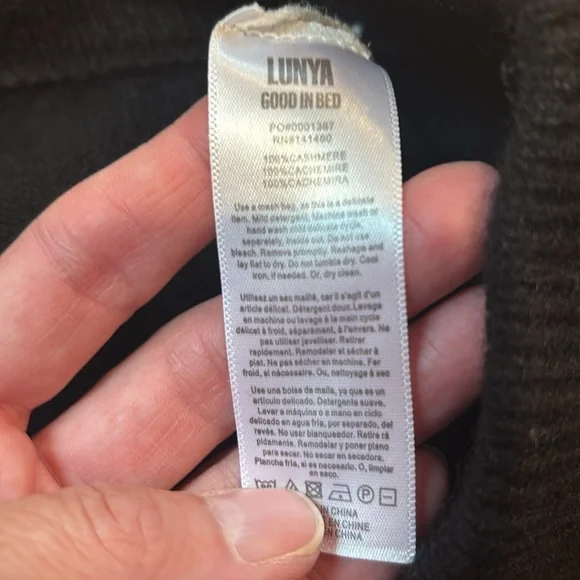 LUNYA
GOOD IN BED
PO#0001387
RN#141460
100%CASHMERE
100%CACHEMIRE
100%CACHEMIRA
Use a mesh bag, as this is a delicate
item. Mild detergent. Machine wash or
hand wash cold delicate cycle,
separately, inside out. Do not use
bleach. Remove promptly. Reshape and
lay flat to dry. Do not tumble dry. Cool
iron, if needed. Or, dry clean.
Utilisez un sac maillé, car il s'agit d'un
article délicat. Détergent doux. Lavage
en machine ou lavage à la main cycle
délicat à froid, séparément, à l'envers. Ne
pas utiliser javelliser. Retirer
rapidement. Remodeler et sécher à
plat. Ne pas sécher en machine. Fer
froid, si nécessaire. Ou, nettoyage à sec
Use una bolsa de malla, ya que es un
artículo delicado. Detergente suave.
Lavar a máquina o a mano en ciclo
delicado en agua fría, por separado, del
revés. No usar blanqueador. Retire rá
pidamente. Remodelar y poner plano
para secar. No secar en secadora.
Plancha fría, si es necesario. O, limpiar
en seco.
P
IN CHINA
EN CHINE
IN CHINA